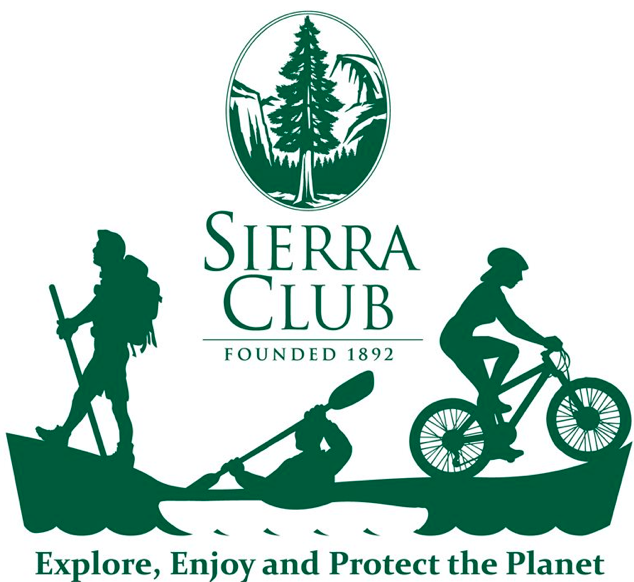 SIERRA
CLUB
FOUNDED 1892
Explore, Enjoy and Protect the Planet